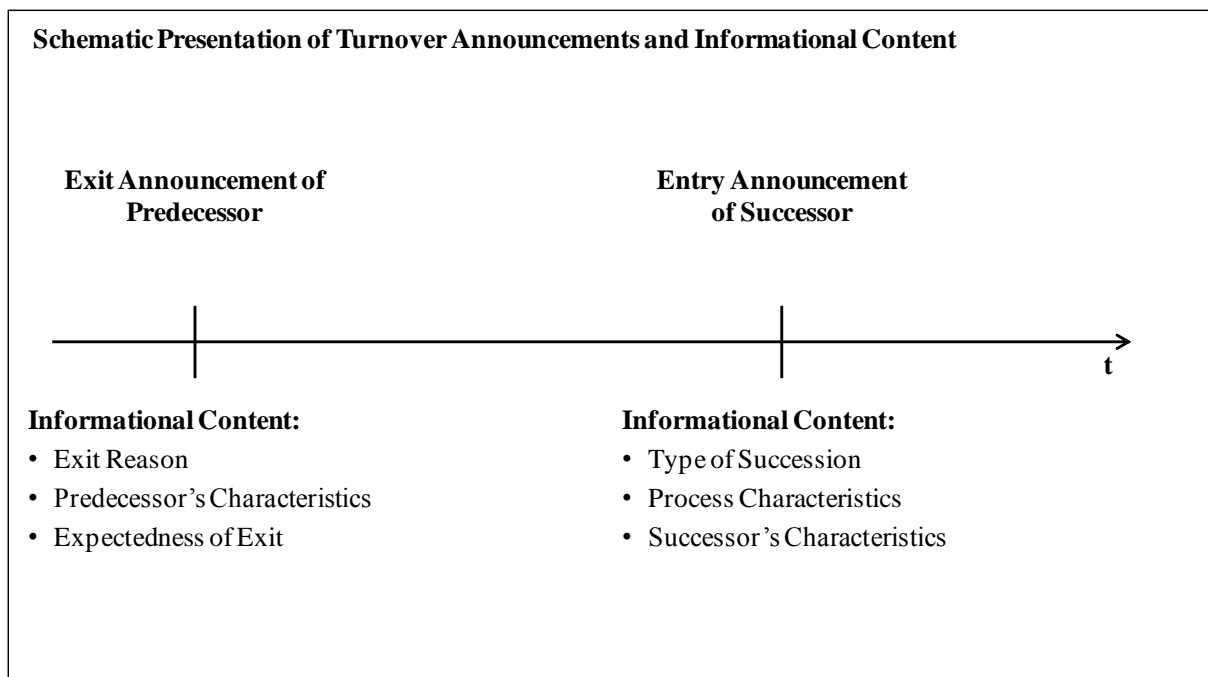 Schematic Presentation of Turnover Announcements and Informational Content
Exit Announcement of
Predecessor
Entry Announcement
of Successor
t
Informational Content:
• Exit Reason
• Predecessor's Characteristics
• Expectedness of Exit
Informational Content:
• Type of Succession
• Process Characteristics
• Successor's Characteristics